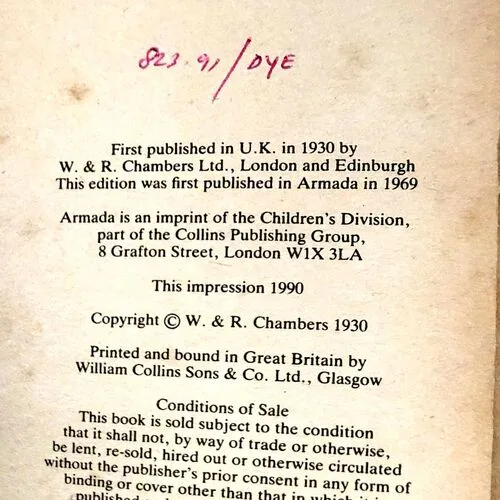 823.91/DYE
First published in U.K. in 1930 by
W. & R. Chambers Ltd., London and Edinburgh
This edition was first published in Armada in 1969
Armada is an imprint of the Children's Division,
part of the Collins Publishing Group,
8 Grafton Street, London W1X 3LA
This impression 1990
Copyright © W. & R. Chambers 1930
Printed and bound in Great Britain by
William Collins Sons & Co. Ltd., Glasgow
Conditions of Sale
This book is sold subject to the condition
that it shall not, by way of trade or otherwise,
be lent, re-sold, hired out or otherwise circulated
without the publisher's prior consent in any form of
binding or cover other than that in which it is
published